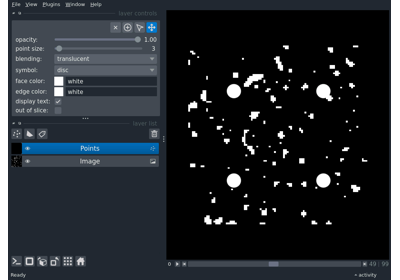 File View Plugins Window Help
layer controls
opacity: 1.00
point size: 3
blending: translucent
symbol: disc
face color: white
edge color: white
display text:
out of slice:
layer list
Points
Image
49 99
Ready
activity